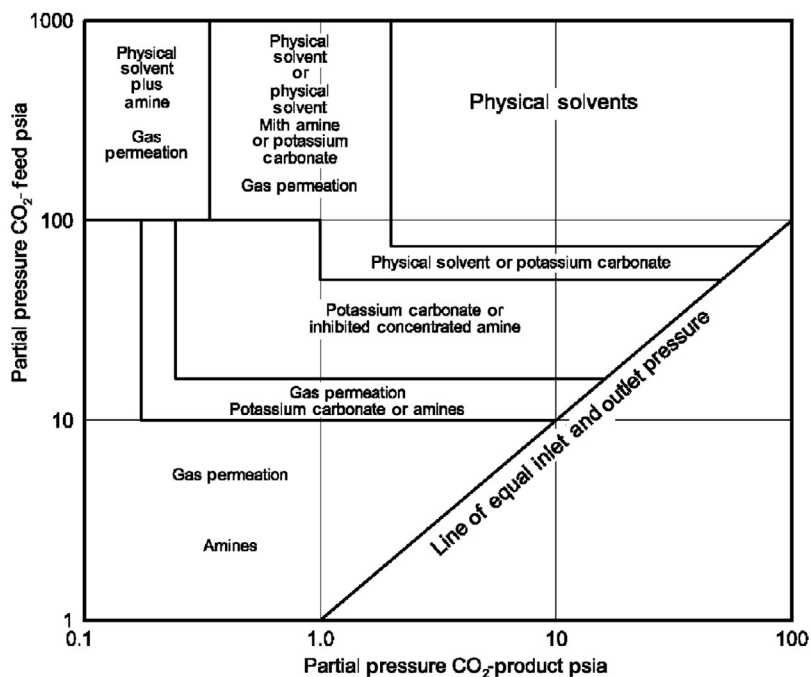 1000
Physical
solvent
plus
amine
Gas
permeation
Physical
solvent
or
physical
solvent
Mith amine
or potassium
carbonate
Gas permeation
Physical solvents
Partial pressure CO₂- feed psia
100
Physical solvent or potassium carbonate
Potassium carbonate or
inhibited concentrated amine
Gas permeation
Potassium carbonate or amines
10
Gas permeation
Amines
Line of equal inlet and outlet pressure
1
0.1
1.0
10
100
Partial pressure CO₂-product psia